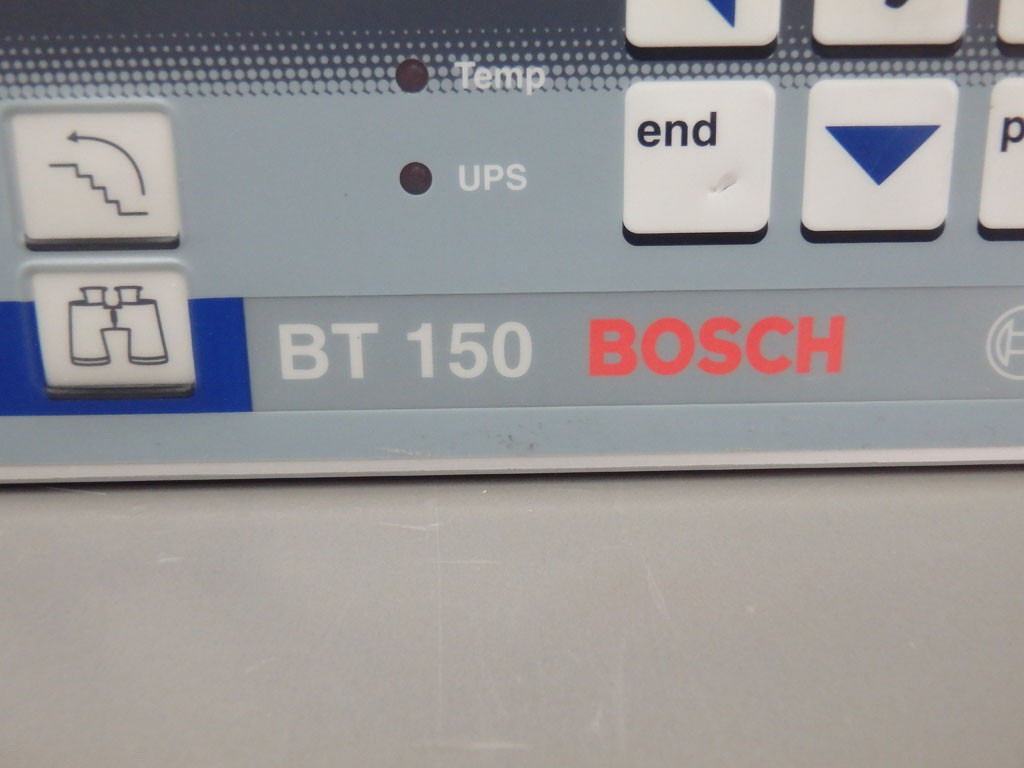 Temp
UPS
end
p
BT 150 BOSCH